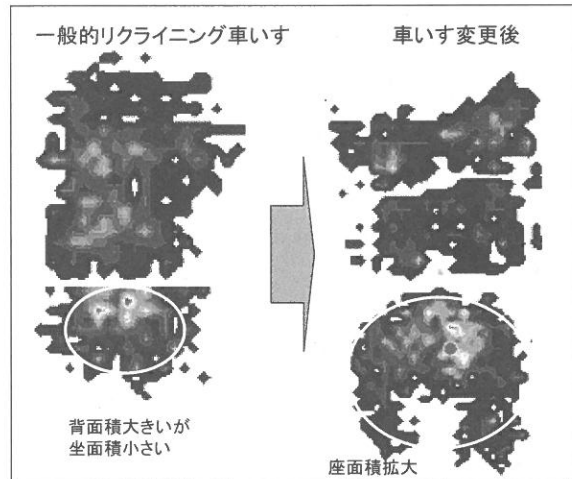 一般的リクライニング車いす
車いす変更後
背面積大きいが
坐面積小さい
座面積拡大